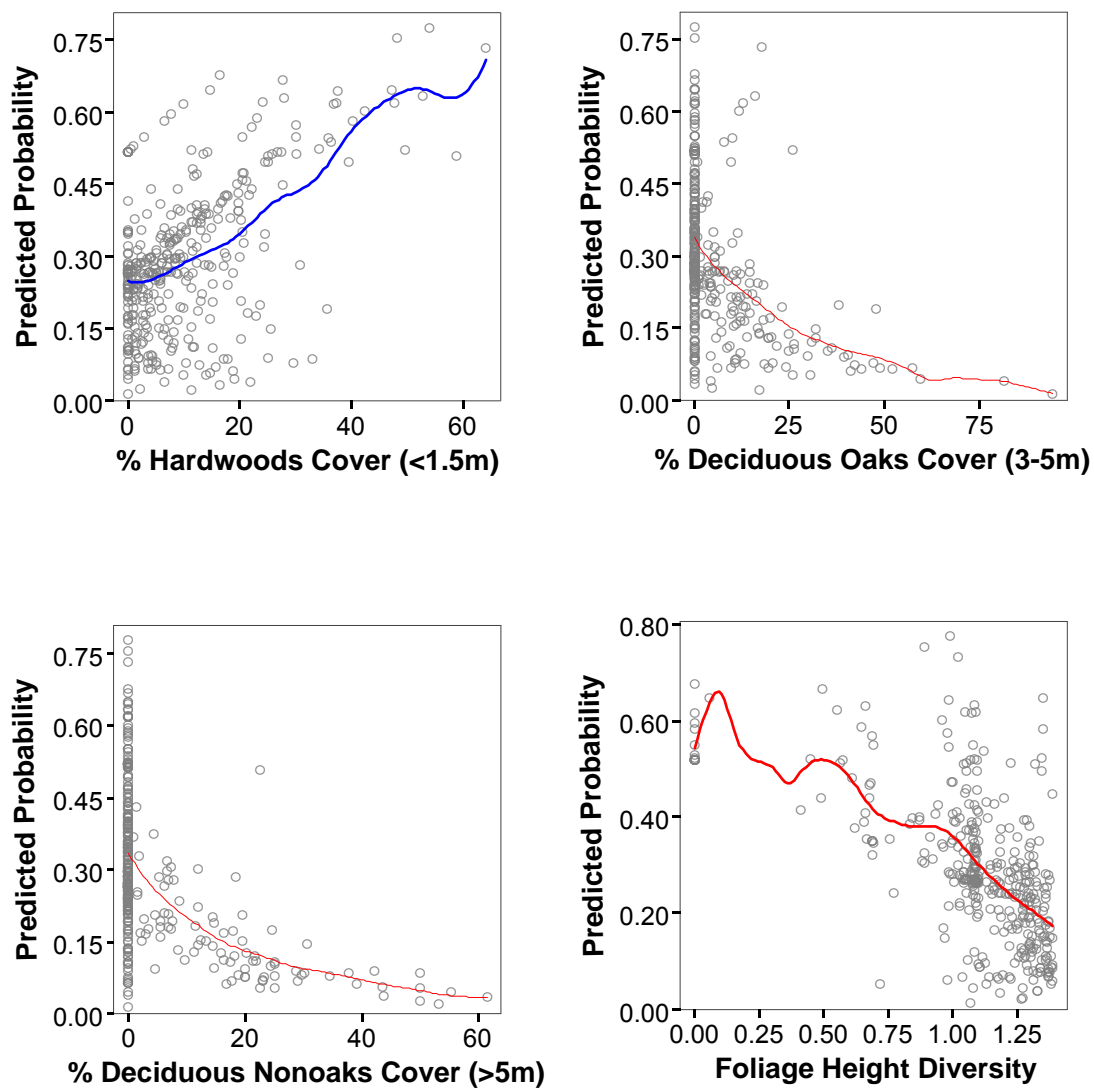 Predicted Probability
0.75
0.60
0.45
0.30
0.15
0.00
0 20 40 60
% Hardwoods Cover (<1.5m)
Predicted Probability
0.75
0.60
0.45
0.30
0.15
0.00
0 25 50 75
% Deciduous Oaks Cover (3-5m)
Predicted Probability
0.75
0.60
0.45
0.30
0.15
0.00
0 20 40 60
% Deciduous Nonoaks Cover (>5m)
Predicted Probability
0.80
0.60
0.40
0.20
0.00
0.00 0.25 0.50 0.75 1.00 1.25
Foliage Height Diversity